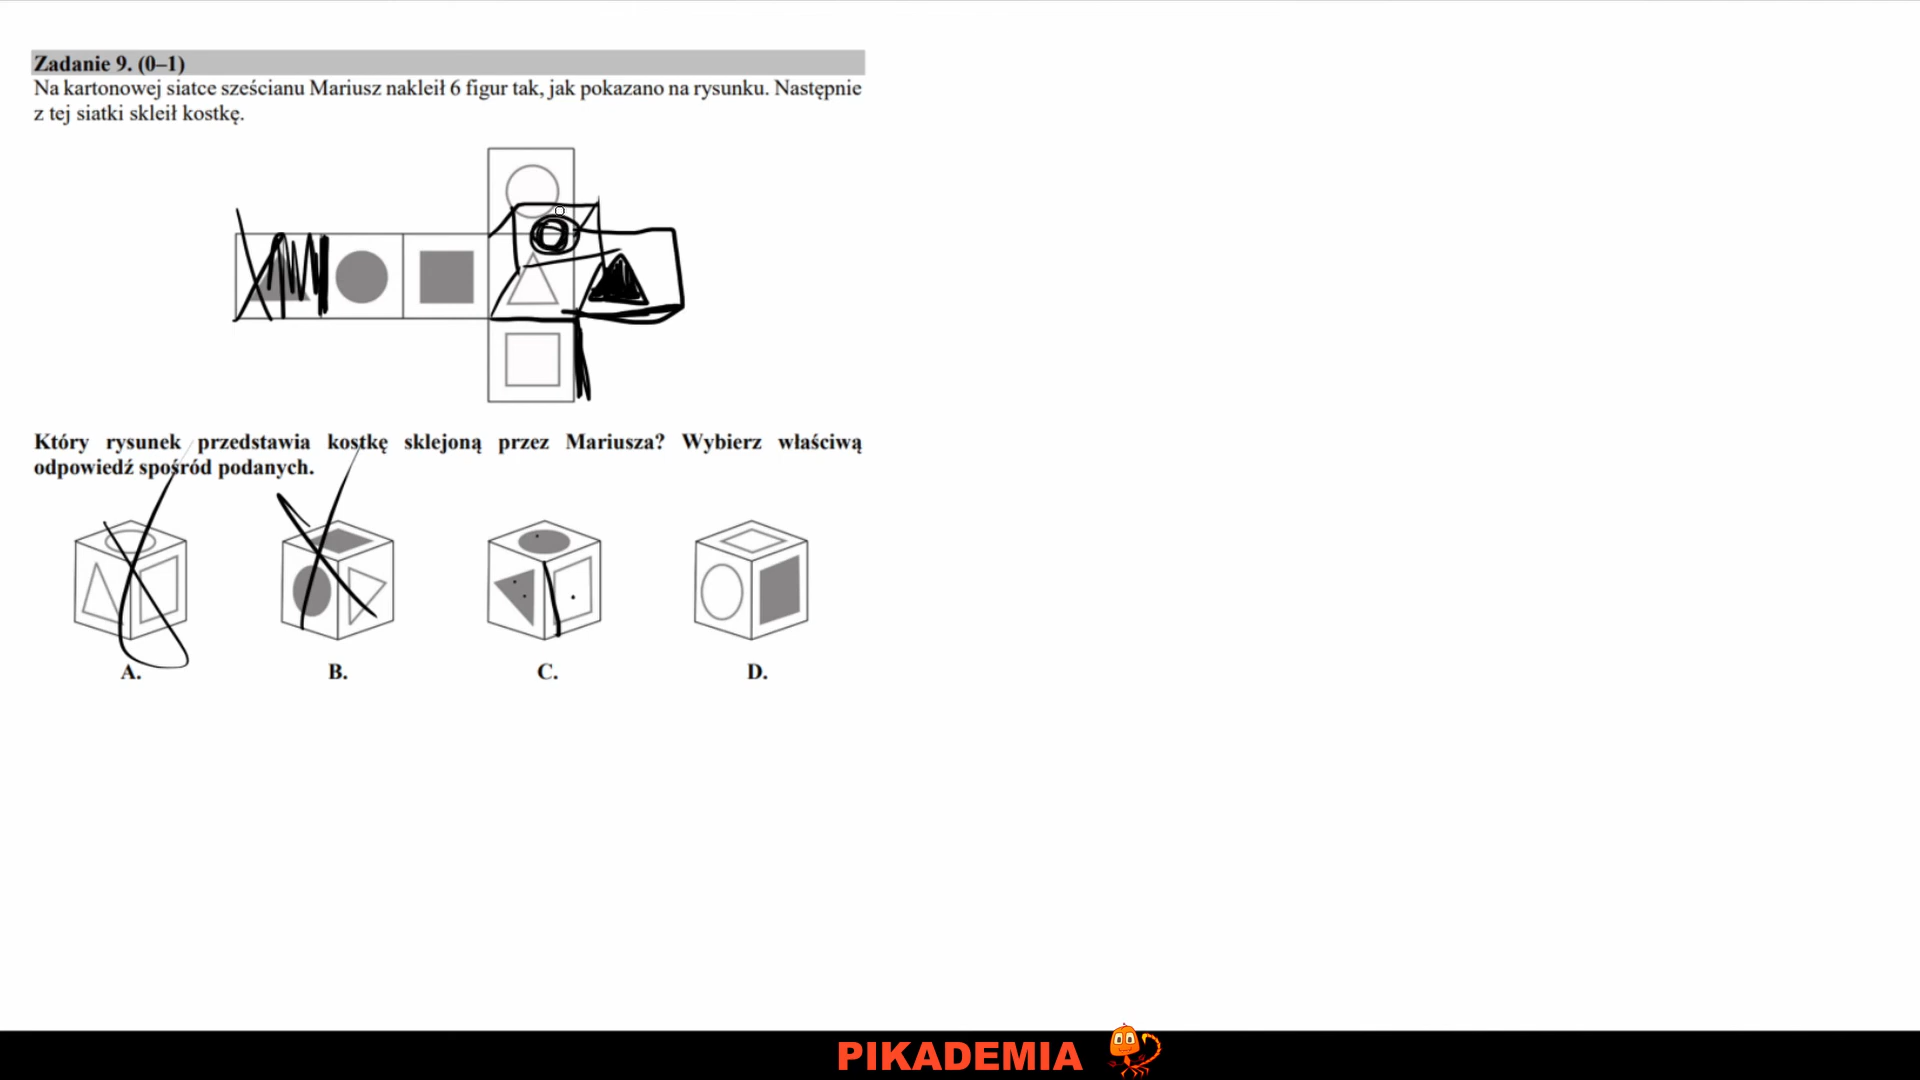 Zadanie 9. (0–1)
Na kartonowej siatce sześcianu Mariusz nakleił 6 figur tak, jak pokazano na rysunku. Następnie
z tej siatki skleił kostkę.
Który rysunek przedstawia kostkę sklejoną przez Mariusza? Wybierz właściwą
odpowiedź spośród podanych.
A. B. C. D.
PIKADEMIA